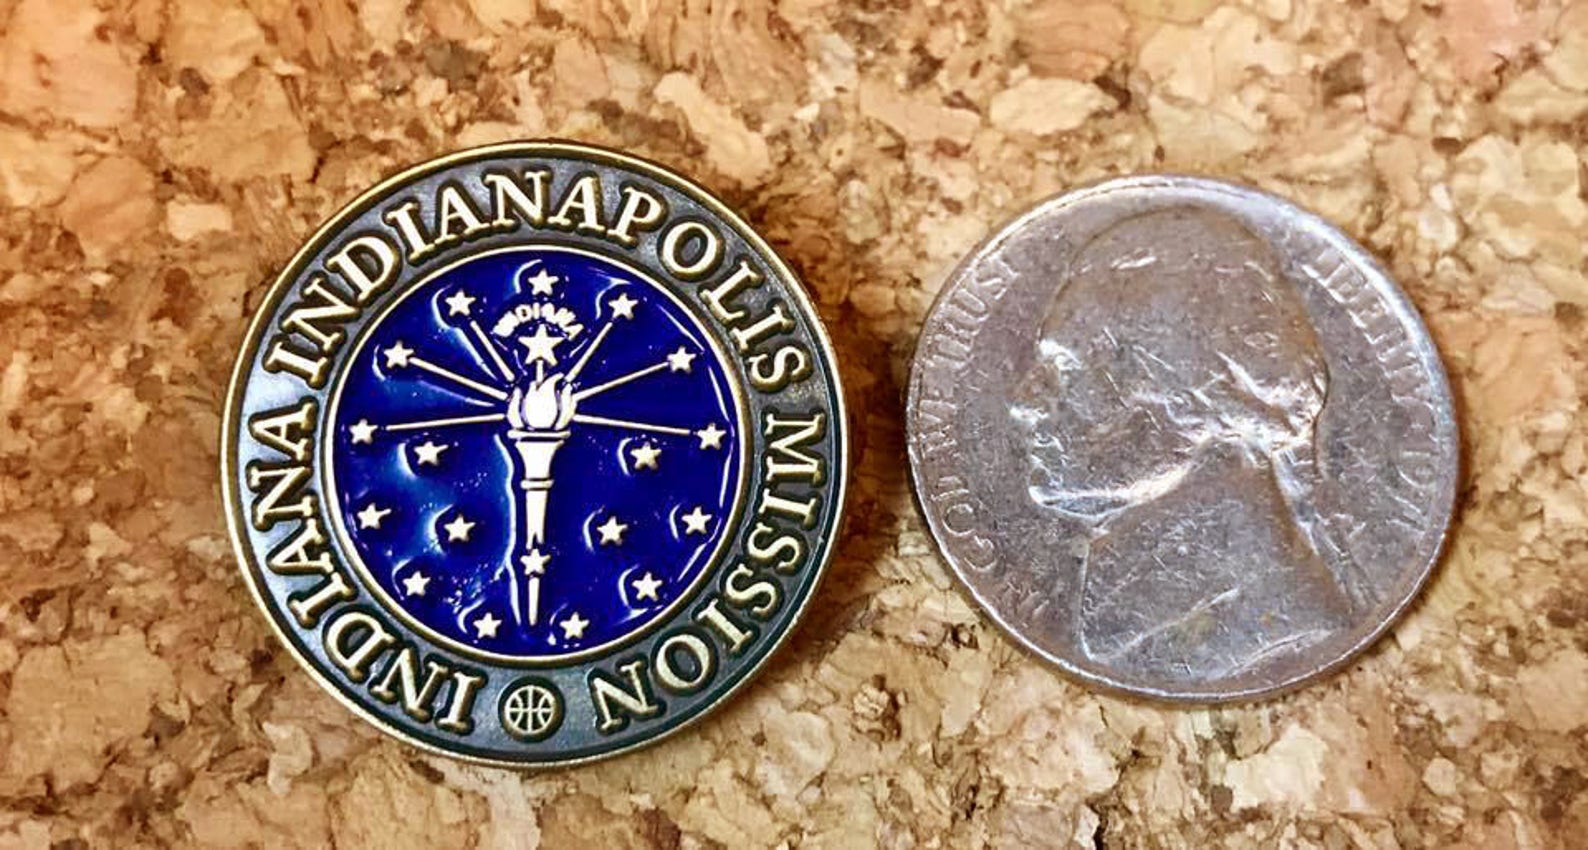 INDIANA INDIANAPOLIS MISSION
INDIANA
IN GOD WE TRUST
LIBERTY